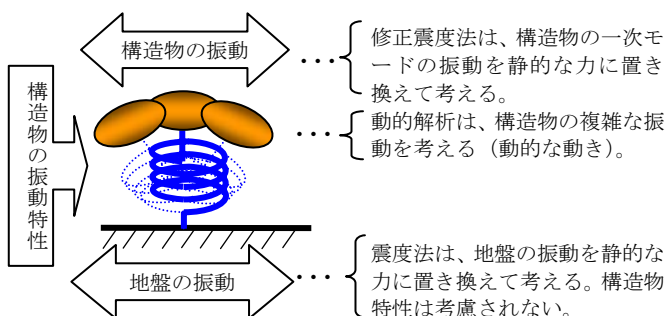 構造物の振動
修正震度法は、構造物の一次モ
ードの振動を静的な力に置き
換えて考える。
動的解析は、構造物の複雑な振
動を考える（動的な動き）。
構造物の振動特性
地盤の振動
震度法は、地盤の振動を静的な
力に置き換えて考える。構造物
特性は考慮されない。